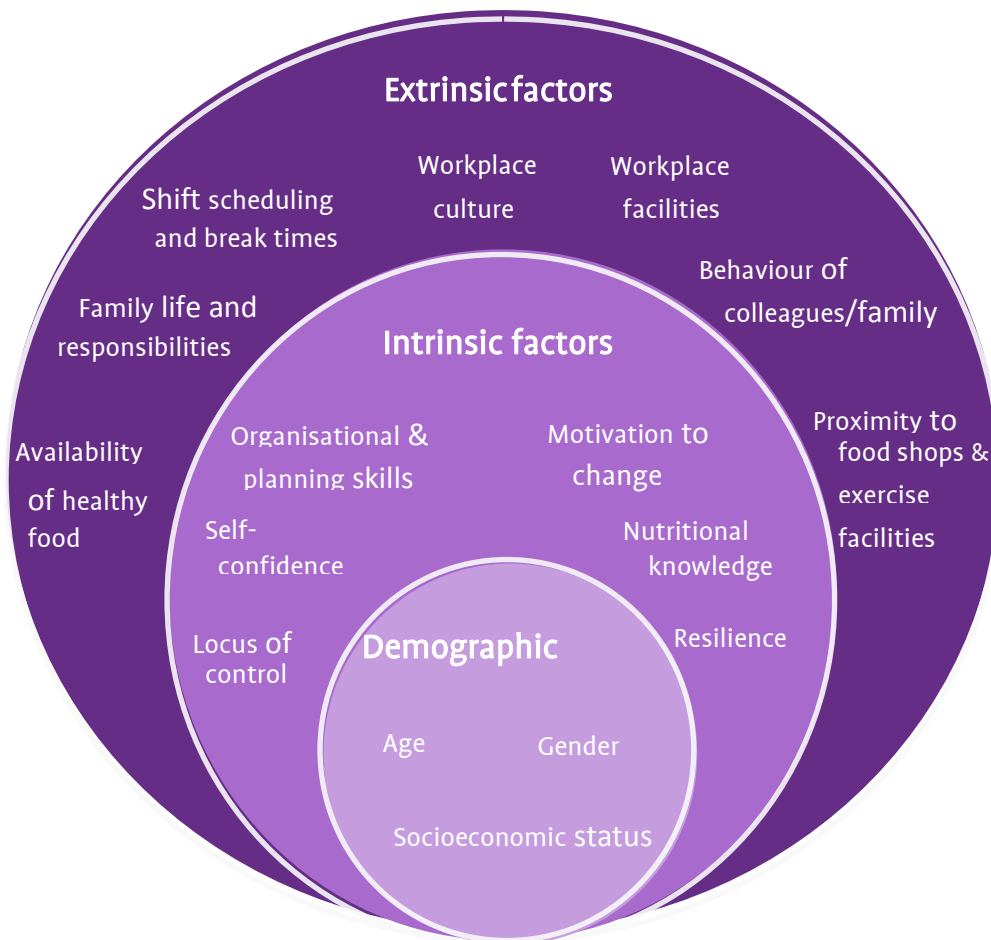 Extrinsic factors
Workplace
culture
Workplace
facilities
Shift scheduling
and break times
Behaviour of
colleagues/family
Family life and
responsibilities
Availability
of healthy
food
Proximity to
food shops &
exercise
facilities
Intrinsic factors
Organisational &
planning skills
Motivation to
change
Self-
confidence
Nutritional
knowledge
Locus of
control
Resilience
Demographic
Age
Gender
Socioeconomic status